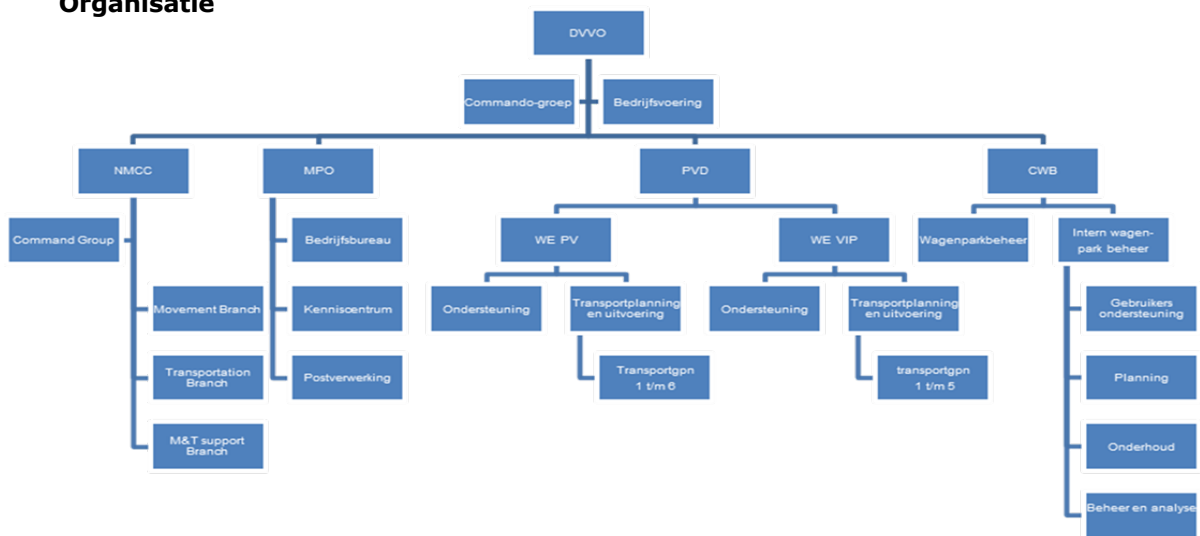 Organisatie
DVVO
Commando-groep
Bedrijfsvoering
NMCC
MPO
PVD
CWB
Command Group
Bedrijfsbureau
WE PV
WE VIP
Wagenparkbeheer
Intern wagen-
park beheer
Movement Branch
Kenniscentrum
Ondersteuning
Transportplanning
en uitvoering
Ondersteuning
Transportplanning
en uitvoering
Gebruikers
ondersteuning
Transportation
Branch
Postverwerking
Transportgpn
1 t/m 6
transportgpn
1 t/m 5
Planning
M&T support
Branch
Onderhoud
Beheer en analyse